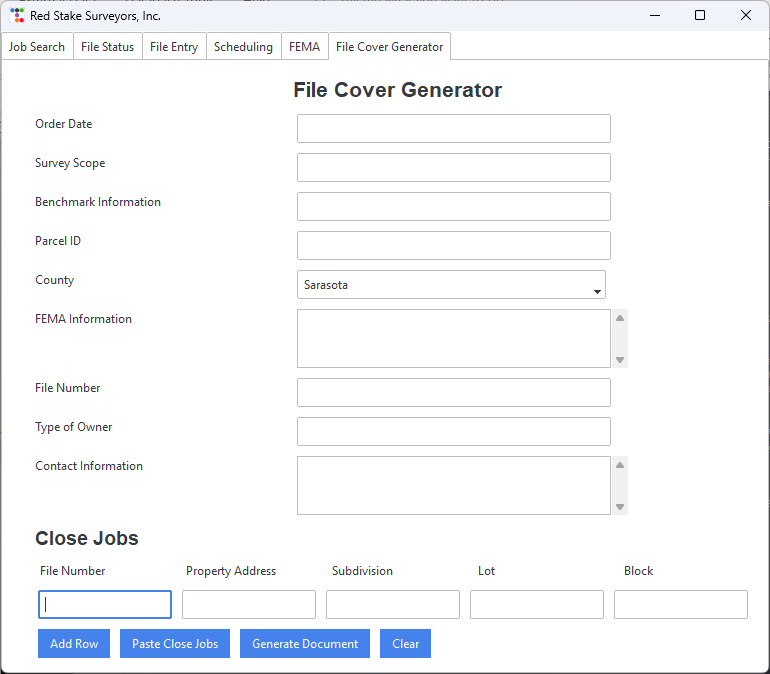 Red Stake Surveyors, Inc.
Job Search File Status File Entry Scheduling FEMA File Cover Generator
File Cover Generator
Order Date
Survey Scope
Benchmark Information
Parcel ID
County Sarasota
FEMA Information
File Number
Type of Owner
Contact Information
Close Jobs
File Number Property Address Subdivision Lot Block
Add Row Paste Close Jobs Generate Document Clear